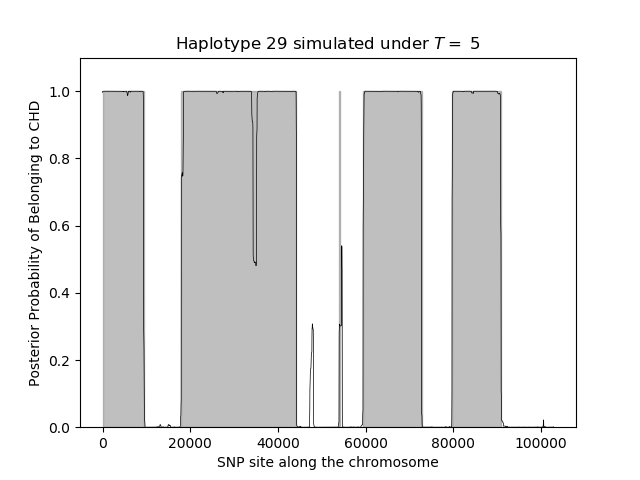 Haplotype 29 simulated under T = 5
Posterior Probability of Belonging to CHD
1.0
0.8
0.6
0.4
0.2
0.0
0 20000 40000 60000 80000 100000
SNP site along the chromosome